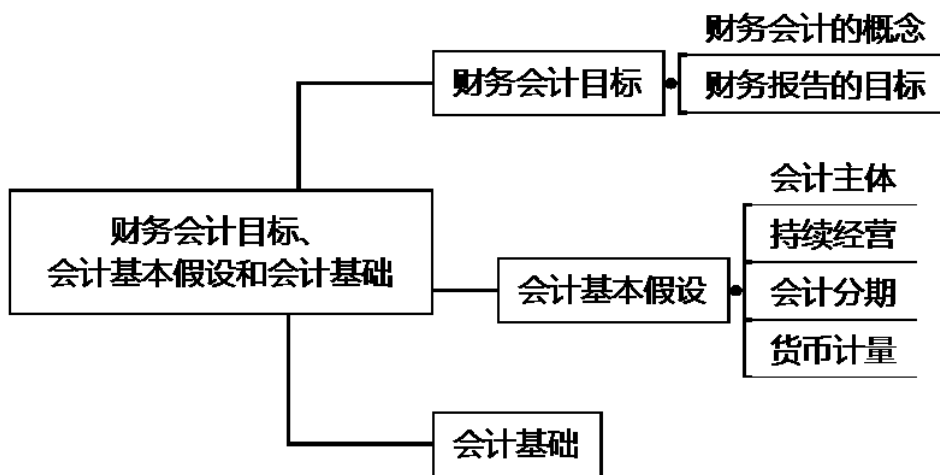 财务会计的概念
财务会计目标
财务报告的目标
会计主体
财务会计目标、
会计基本假设和会计基础
持续经营
会计基本假设
会计分期
货币计量
会计基础